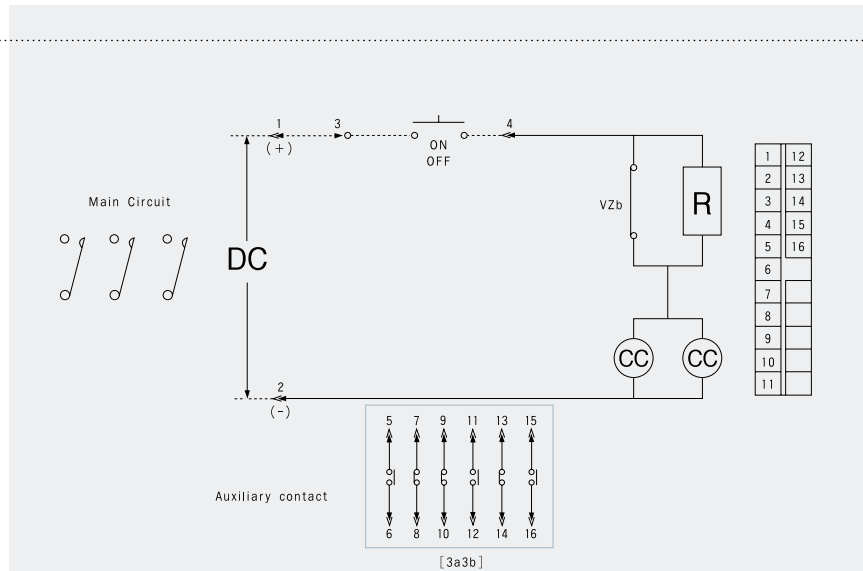 1
3
4
(+)
ON
OFF
Main Circuit
VZb
R
DC
CC CC
2
(-)
1 12
2 13
3 14
4 15
5 16
6
7
8
9
10
11
5 7 9 11 13 15
Auxiliary contact
6 8 10 12 14 16
[3a3b]